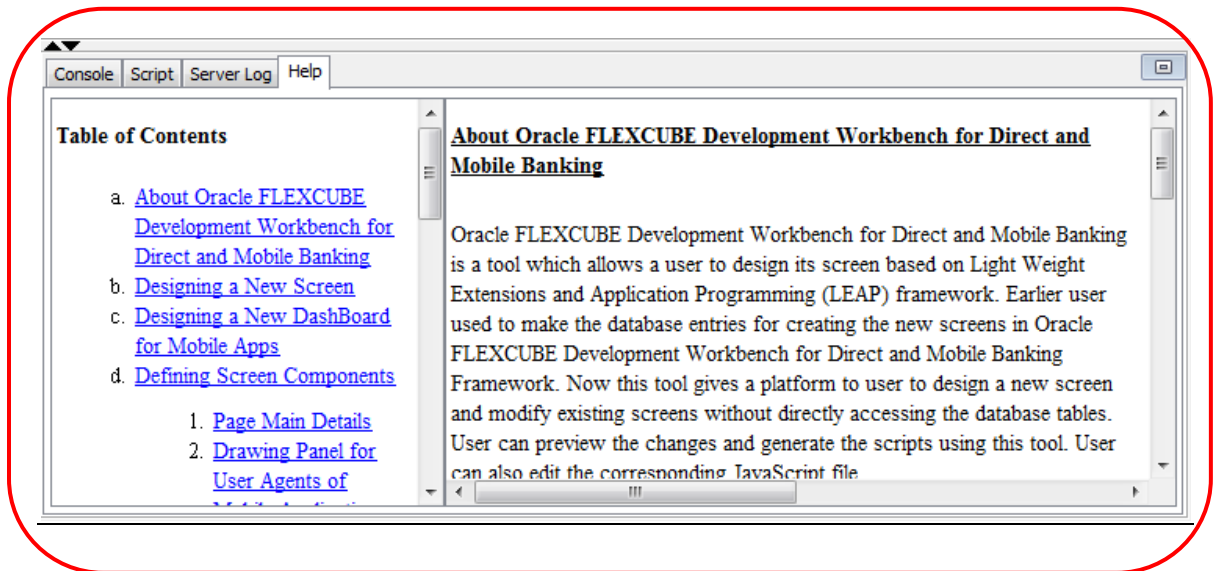 Console Script Server Log Help
Table of Contents
a. About Oracle FLEXCUBE
Development Workbench for
Direct and Mobile Banking
b. Designing a New Screen
c. Designing a New DashBoard
for Mobile Apps
d. Defining Screen Components
1. Page Main Details
2. Drawing Panel for
User Agents of
About Oracle FLEXCUBE Development Workbench for Direct and
Mobile Banking
Oracle FLEXCUBE Development Workbench for Direct and Mobile Banking
is a tool which allows a user to design its screen based on Light Weight
Extensions and Application Programming (LEAP) framework. Earlier user
used to make the database entries for creating the new screens in Oracle
FLEXCUBE Development Workbench for Direct and Mobile Banking
Framework. Now this tool gives a platform to user to design a new screen
and modify existing screens without directly accessing the database tables.
User can preview the changes and generate the scripts using this tool. User
can also edit the corresponding JavaScript file